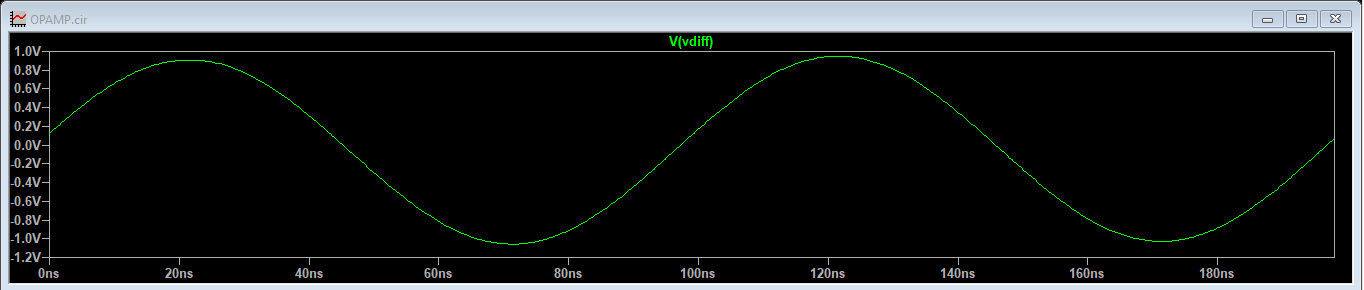 OPAMP.cir
V(vdiff)
1.0V
0.8V
0.6V
0.4V
0.2V
0.0V
-0.2V
-0.4V
-0.6V
-0.8V
-1.0V
-1.2V
0ns 20ns 40ns 60ns 80ns 100ns 120ns 140ns 160ns 180ns